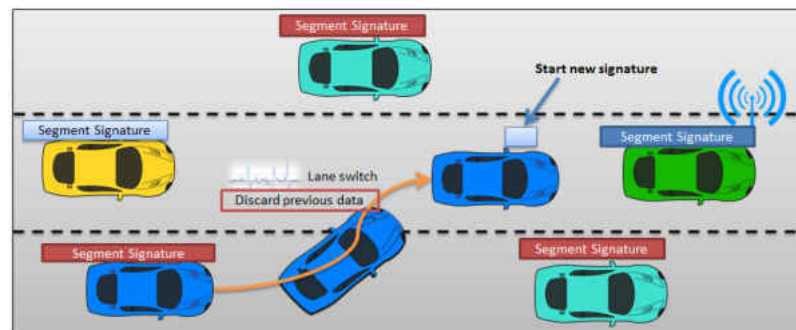 Segment Signature
Start new signature
Segment Signature
Segment Signature
Lane switch
Discard previous data
Segment Signature
Segment Signature